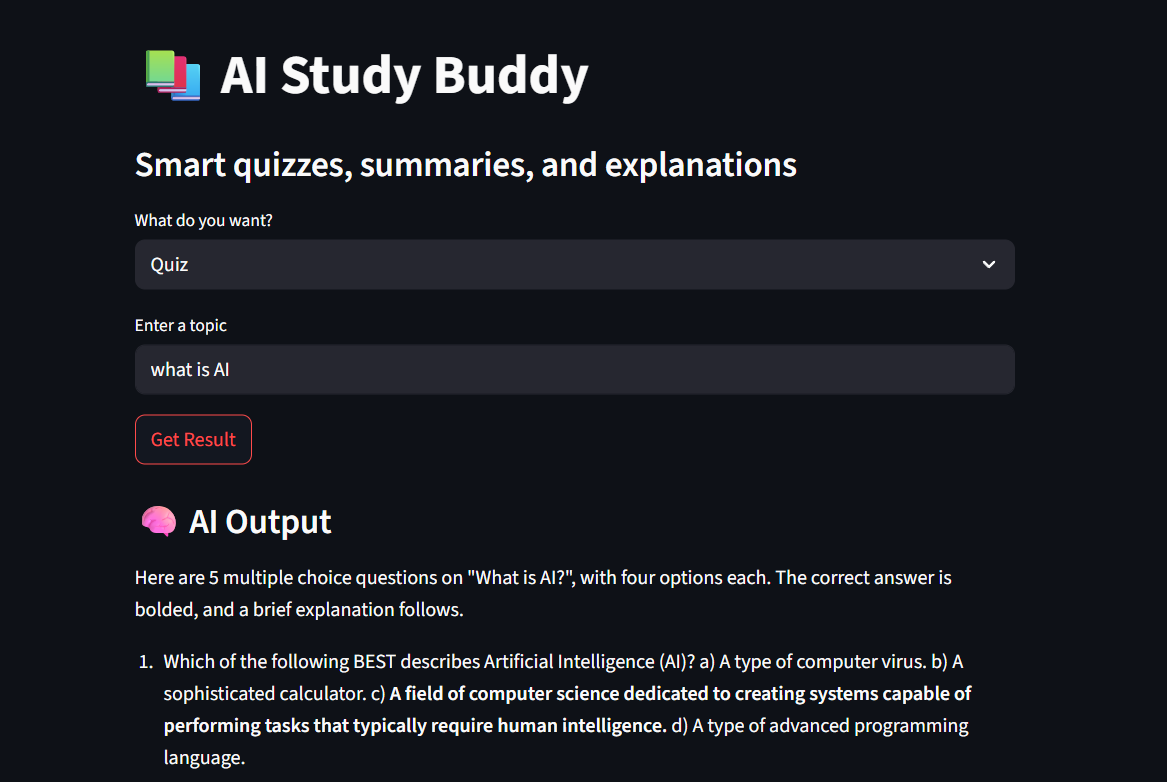 AI Study Buddy
Smart quizzes, summaries, and explanations
What do you want?
Quiz
Enter a topic
what is AI
Get Result
AI Output
Here are 5 multiple choice questions on "What is AI?", with four options each. The correct answer is
bolded, and a brief explanation follows.
1. Which of the following BEST describes Artificial Intelligence (AI)? a) A type of computer virus. b) A
sophisticated calculator. c) A field of computer science dedicated to creating systems capable of
performing tasks that typically require human intelligence. d) A type of advanced programming
language.